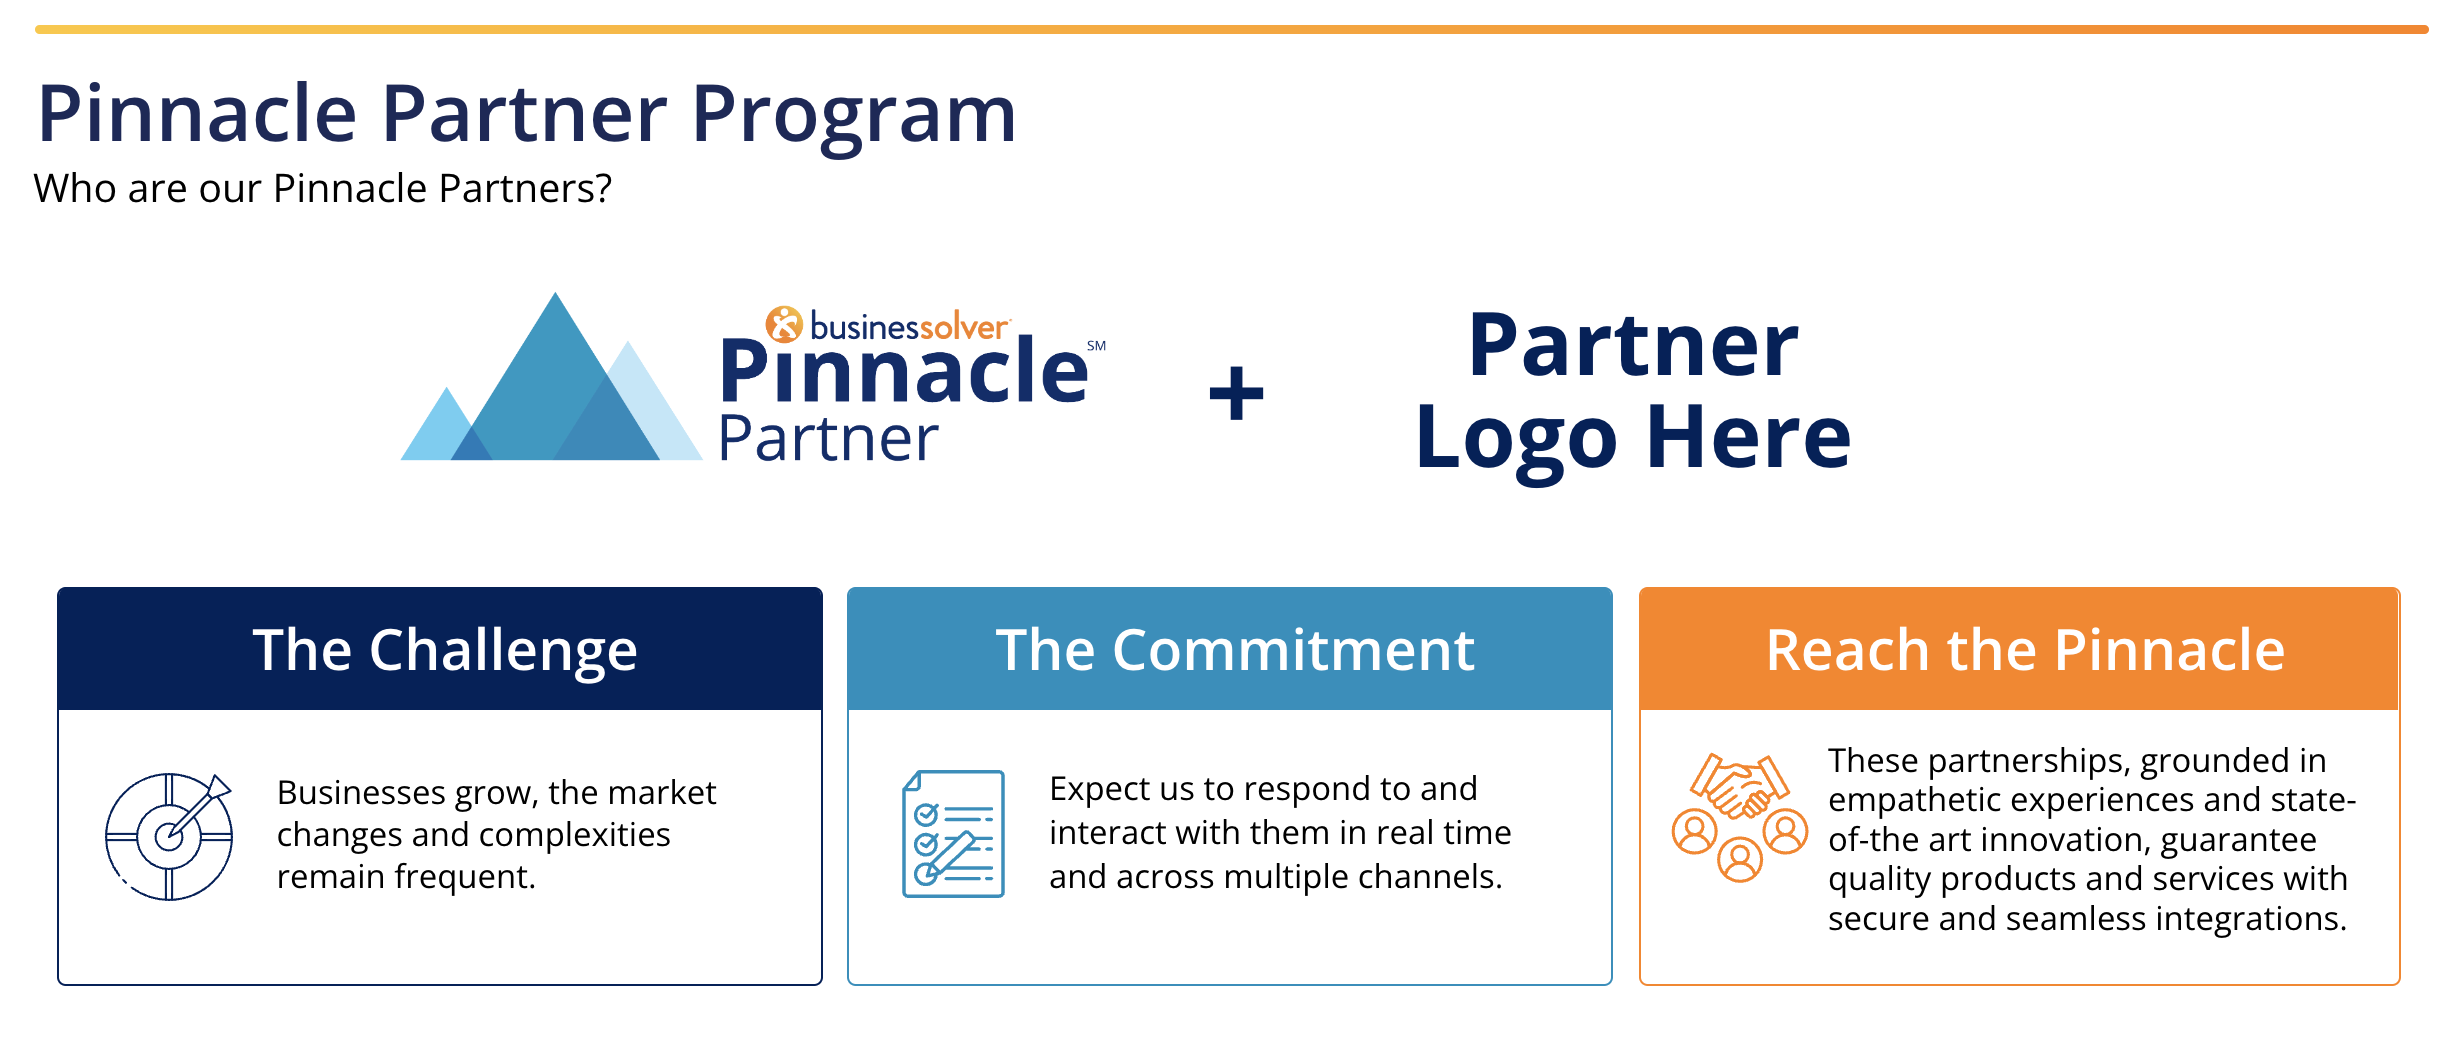 Pinnacle Partner Program
Who are our Pinnacle Partners?
businessolver
Pinnacle SM
Partner
+
Partner
Logo Here
The Challenge
Businesses grow, the market
changes and complexities
remain frequent.
The Commitment
Expect us to respond to and
interact with them in real time
and across multiple channels.
Reach the Pinnacle
These partnerships, grounded in
empathetic experiences and state-
of-the art innovation, guarantee
quality products and services with
secure and seamless integrations.